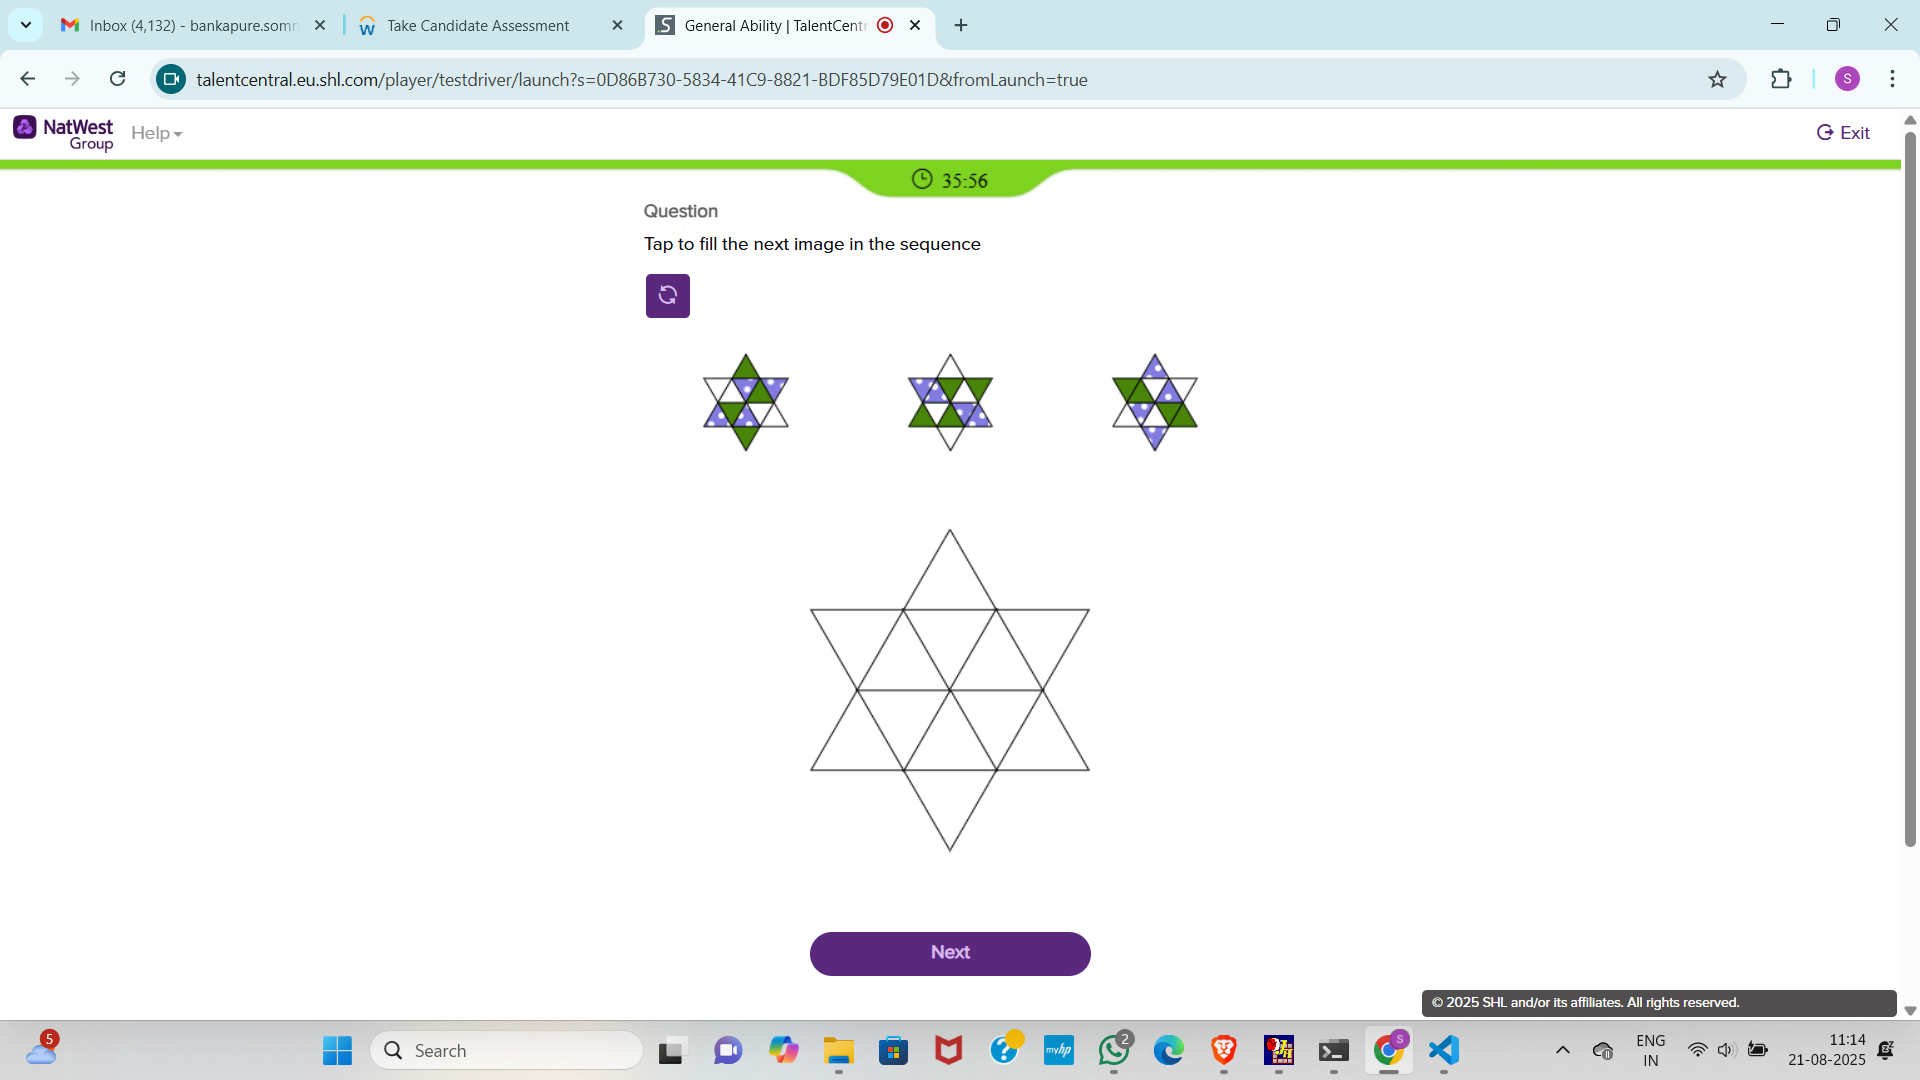 Inbox (4,132) - bankapure.somn
Take Candidate Assessment
General Ability | TalentCentr
talentcentral.eu.shl.com/player/testdriver/launch?s=0D86B730-5834-41C9-8821-BDF85D79E01D&fromLaunch=true
S
NatWest
Group
Help
Exit
35:56
Question
Tap to fill the next image in the sequence
Next
© 2025 SHL and/or its affiliates. All rights reserved.
5
Search
myhp
2
S
ENG
IN
11:14
21-08-2025